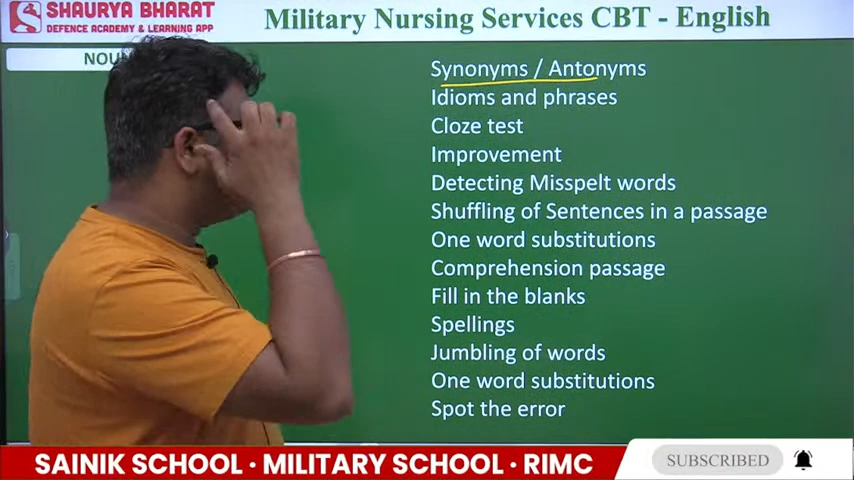 SHAURYA BHARAT
DEFENCE ACADEMY & LEARNING APP
Military Nursing Services CBT - English
Synonyms / Antonyms
Idioms and phrases
Cloze test
Improvement
Detecting Misspelt words
Shuffling of Sentences in a passage
One word substitutions
Comprehension passage
Fill in the blanks
Spellings
Jumbling of words
One word substitutions
Spot the error
SAINIK SCHOOL · MILITARY SCHOOL · RIMC
SUBSCRIBED